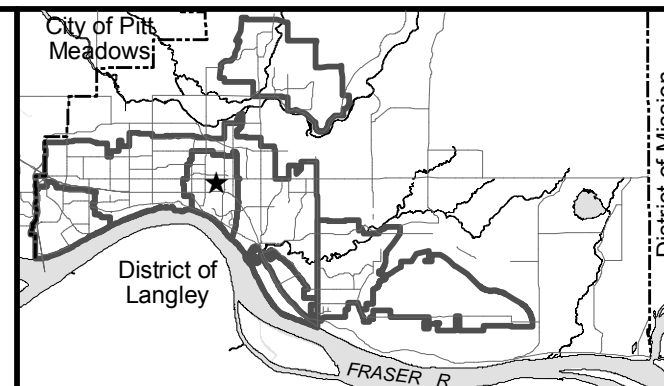 City of Pitt
Meadows
District of Mission
District of
Langley
FRASER R.